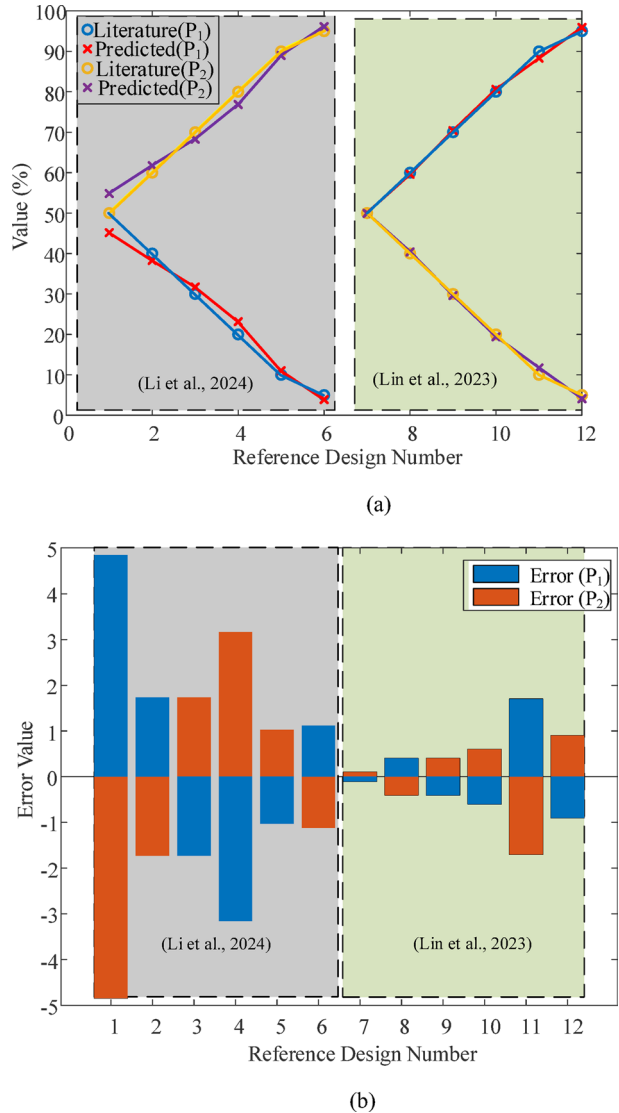 100
90
80
70
60
50
40
30
20
10
0
Value (%)
Literature(P₁)
Predicted(P₁)
Literature(P₂)
Predicted(P₂)
(Li et al., 2024)
(Lin et al., 2023)
0 2 4 6 8 10 12
Reference Design Number
(a)
5
4
3
2
1
0
-1
-2
-3
-4
-5
Error Value
Error (P₁)
Error (P₂)
(Li et al., 2024)
(Lin et al., 2023)
1 2 3 4 5 6 7 8 9 10 11 12
Reference Design Number
(b)